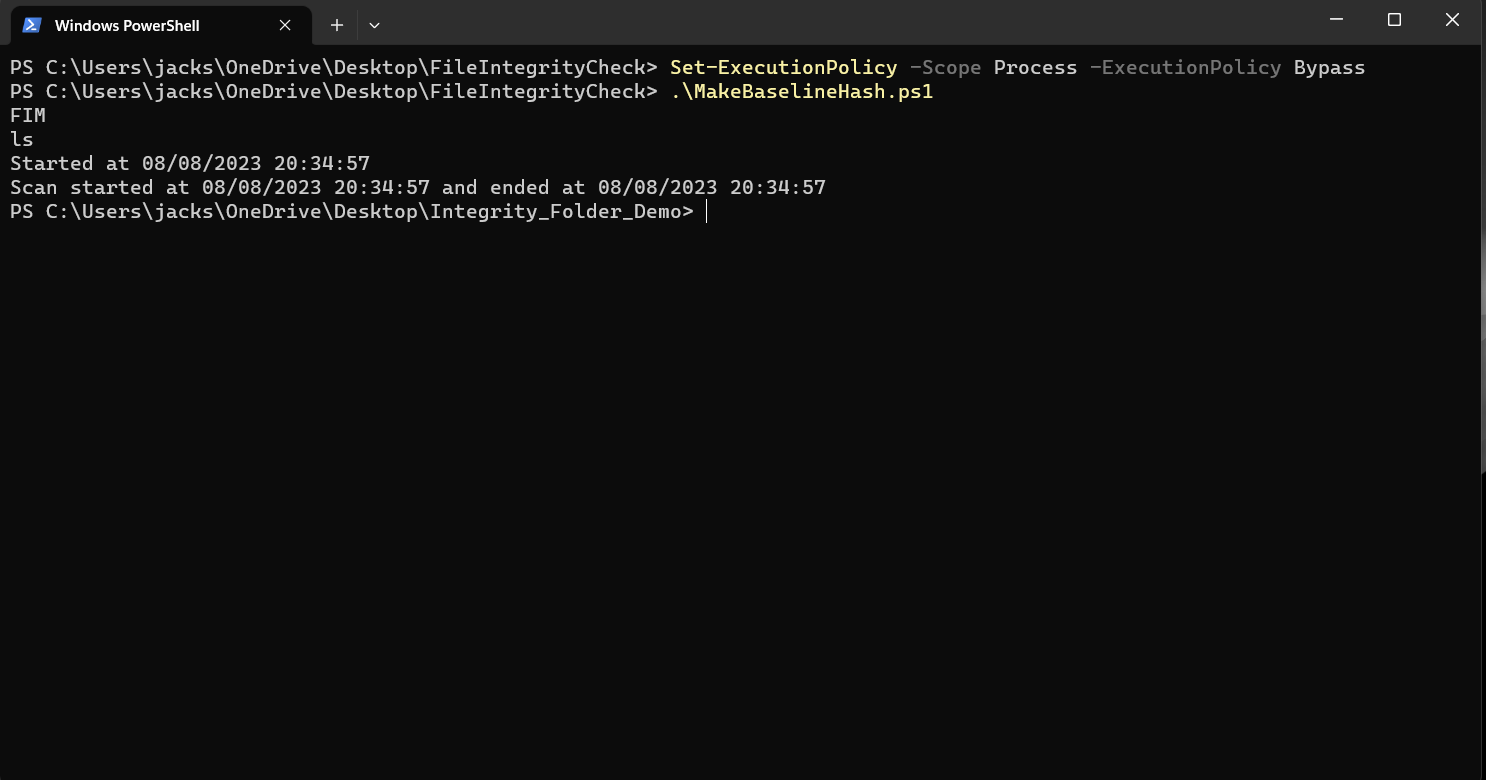 Windows PowerShell
PS C:\Users\jacks\OneDrive\Desktop\FileIntegrityCheck> Set-ExecutionPolicy -Scope Process -ExecutionPolicy Bypass
PS C:\Users\jacks\OneDrive\Desktop\FileIntegrityCheck> .\MakeBaselineHash.ps1
FIM
ls
Started at 08/08/2023 20:34:57
Scan started at 08/08/2023 20:34:57 and ended at 08/08/2023 20:34:57
PS C:\Users\jacks\OneDrive\Desktop\Integrity_Folder_Demo>